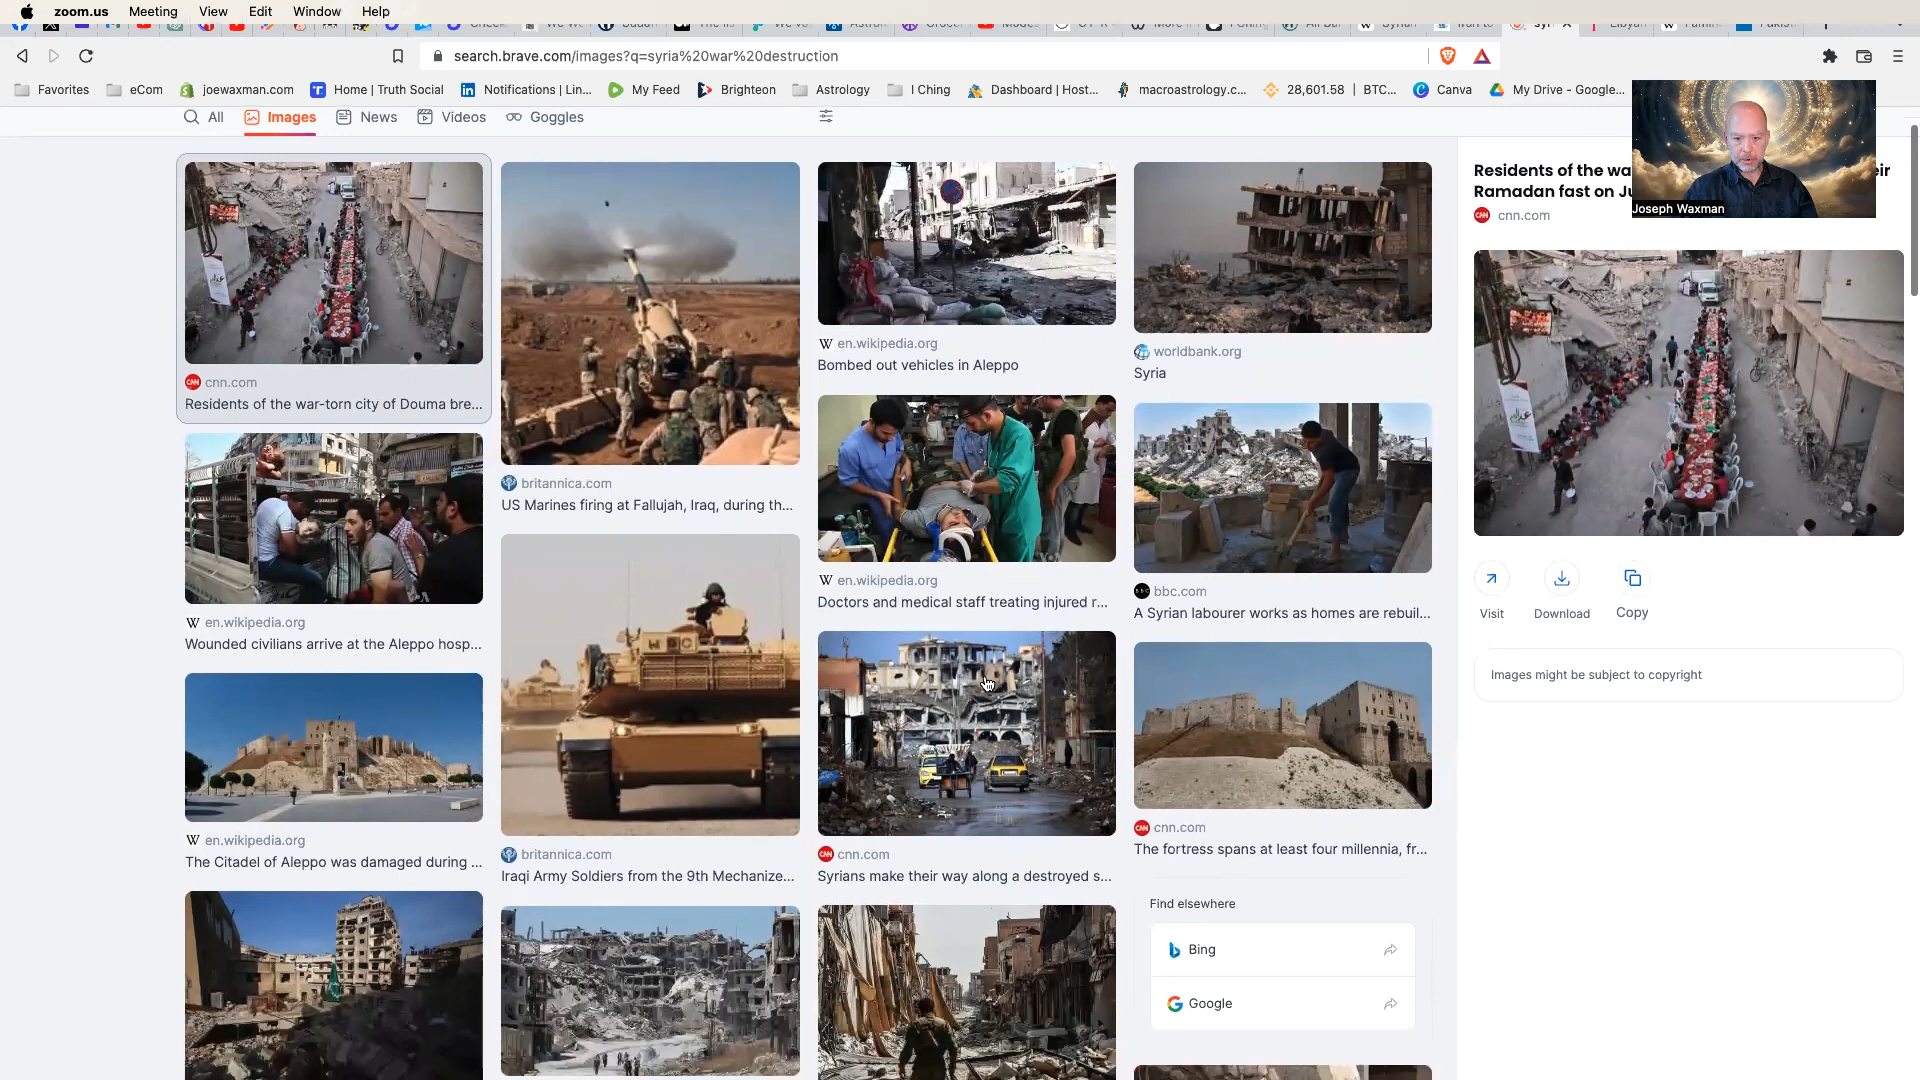 zoom.us Meeting View Edit Window Help
search.brave.com/images?q=syria%20war%20destruction
Favorites eCom joewaxman.com Home | Truth Social Notifications | Lin... My Feed Brighteon Astrology I Ching Dashboard | Host... macroastrology.c... 28,601.58 | BTC... Canva My Drive - Google...
All Images News Videos Goggles
cnn.com
Residents of the war-torn city of Douma bre...
en.wikipedia.org
Wounded civilians arrive at the Aleppo hosp...
en.wikipedia.org
The Citadel of Aleppo was damaged during ...
britannica.com
US Marines firing at Fallujah, Iraq, during th...
britannica.com
Iraqi Army Soldiers from the 9th Mechanize...
en.wikipedia.org
Bombed out vehicles in Aleppo
en.wikipedia.org
Doctors and medical staff treating injured r...
cnn.com
Syrians make their way along a destroyed s...
worldbank.org
Syria
bbc.com
A Syrian labourer works as homes are rebuil...
cnn.com
The fortress spans at least four millennia, fr...
Find elsewhere
Bing
Google
Residents of the wa
Ramadan fast on Ju
cnn.com
Joseph Waxman
Visit Download Copy
Images might be subject to copyright